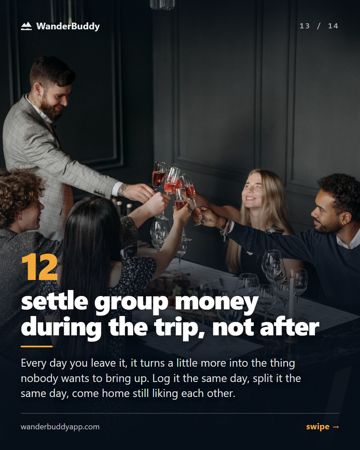 WanderBuddy
13 / 14
12
settle group money
during the trip, not after
Every day you leave it, it turns a little more into the thing
nobody wants to bring up. Log it the same day, split it the
same day, come home still liking each other.
wanderbuddyapp.com
swipe →